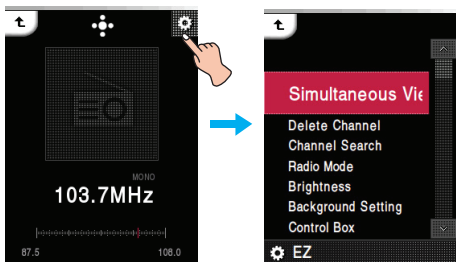 MONO
103.7MHz
87.5 108.0
Simultaneous Vie
Delete Channel
Channel Search
Radio Mode
Brightness
Background Setting
Control Box
EZ